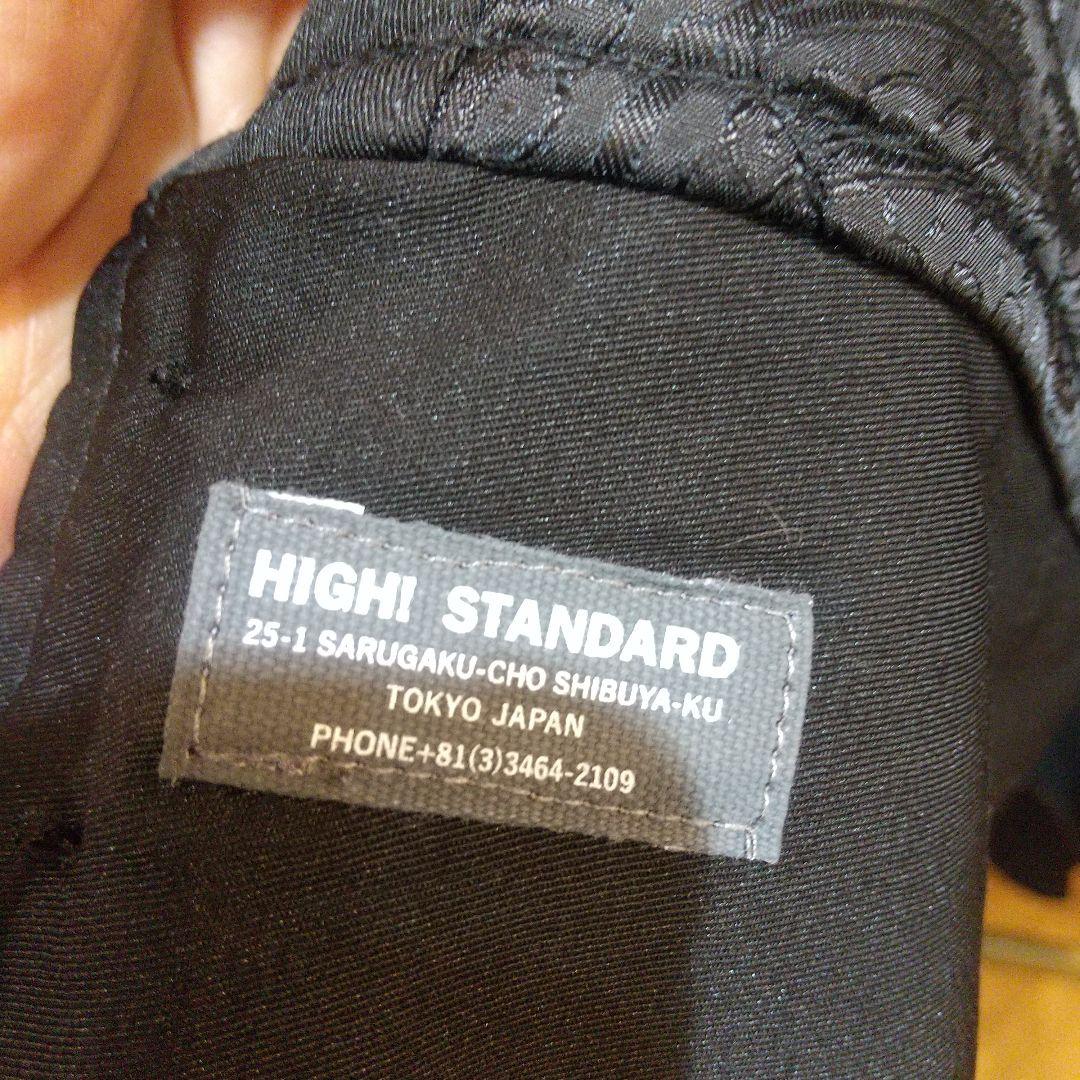 HIGH! STANDARD
25-1 SARUGAKU-CHO SHIBUYA-KU
TOKYO JAPAN
PHONE+81(3)3464-2109